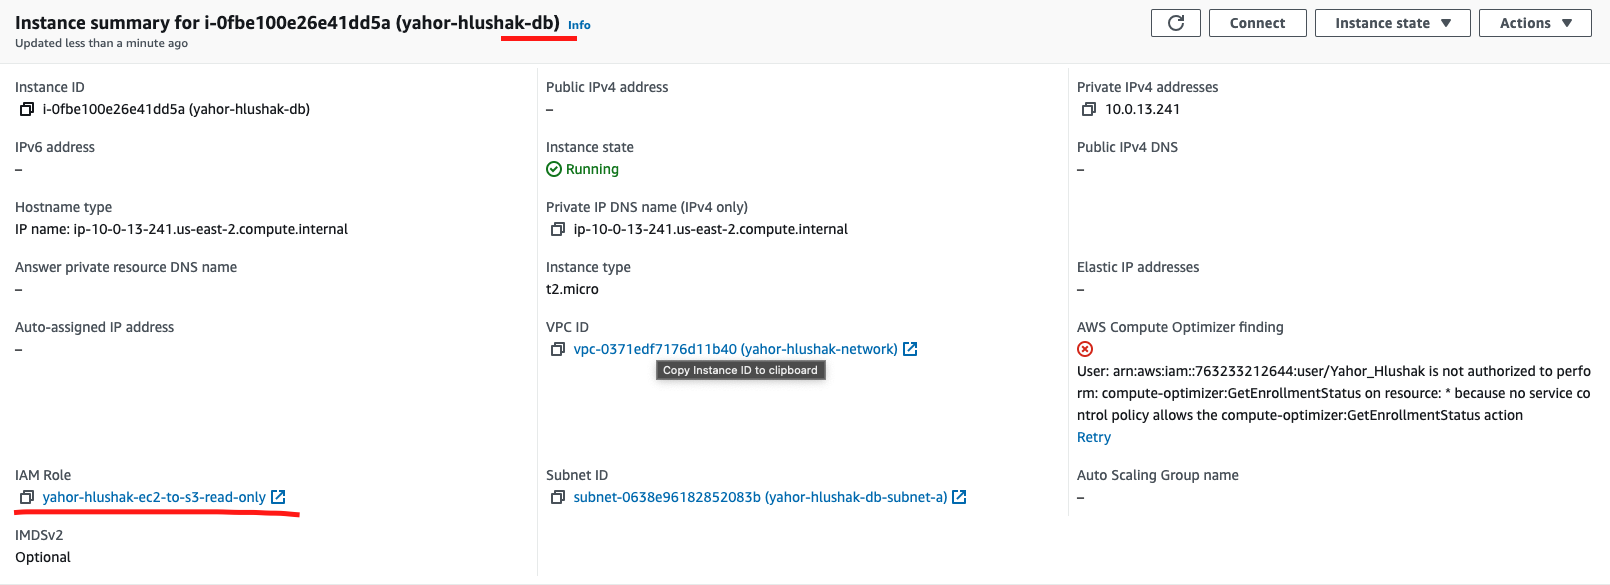 Instance summary for i-0fbe100e26e41dd5a (yahor-hlushak-db) Info
Updated less than a minute ago
Connect
Instance state
Actions
Instance ID
i-0fbe100e26e41dd5a (yahor-hlushak-db)
Public IPv4 address
–
Private IPv4 addresses
10.0.13.241
IPv6 address
–
Instance state
Running
Public IPv4 DNS
–
Hostname type
IP name: ip-10-0-13-241.us-east-2.compute.internal
Private IP DNS name (IPv4 only)
ip-10-0-13-241.us-east-2.compute.internal
Answer private resource DNS name
–
Instance type
t2.micro
Elastic IP addresses
–
Auto-assigned IP address
–
VPC ID
vpc-0371edf7176d11b40 (yahor-hlushak-network)
Copy Instance ID to clipboard
AWS Compute Optimizer finding
User: arn:aws:iam::763233212644:user/Yahor_Hlushak is not authorized to perfo
rm: compute-optimizer:GetEnrollmentStatus on resource: * because no service co
ntrol policy allows the compute-optimizer:GetEnrollmentStatus action
Retry
IAM Role
yahor-hlushak-ec2-to-s3-read-only
Subnet ID
subnet-0638e96182852083b (yahor-hlushak-db-subnet-a)
Auto Scaling Group name
–
IMDSv2
Optional